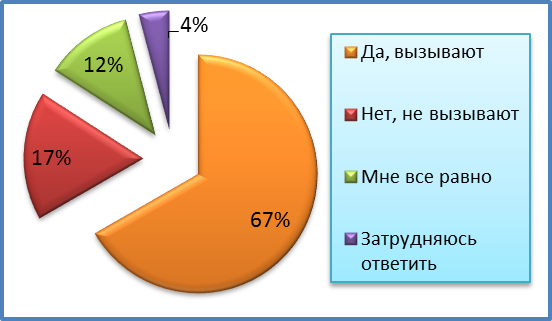 4%
12%
17%
67%
Да, вызывают
Нет, не вызывают
Мне все равно
Затрудняюсь
ответить